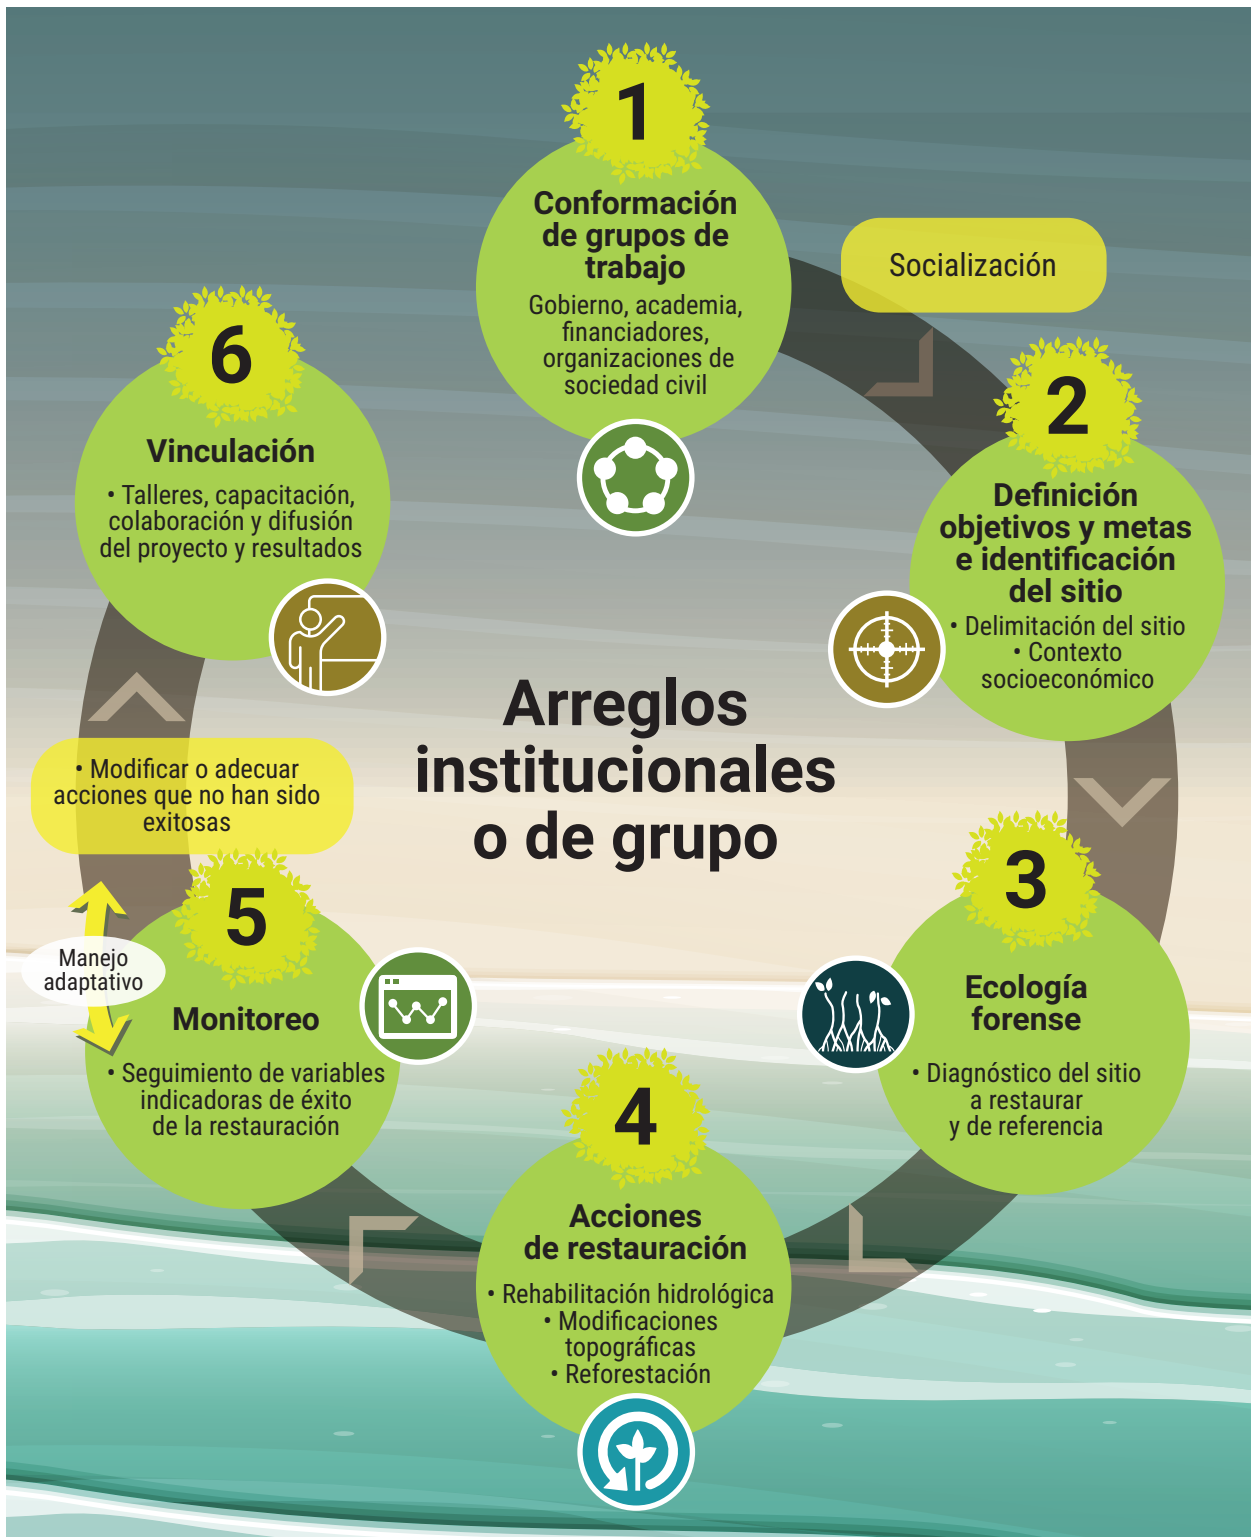 1
Conformación
de grupos de
trabajo
Gobierno, academia,
financiadores,
organizaciones de
sociedad civil
Socialización
2
Definición
objetivos y metas
e identificación
del sitio
• Delimitación del sitio
• Contexto
socioeconómico
3
Ecología
forense
• Diagnóstico del sitio
a restaurar
y de referencia
4
Acciones
de restauración
• Rehabilitación hidrológica
• Modificaciones
topográficas
• Reforestación
5
Monitoreo
• Seguimiento de variables
indicadoras de éxito
de la restauración
Manejo
adaptativo
• Modificar o adecuar
acciones que no han sido
exitosas
6
Vinculación
• Talleres, capacitación,
colaboración y difusión
del proyecto y resultados
Arreglos
institucionales
o de grupo